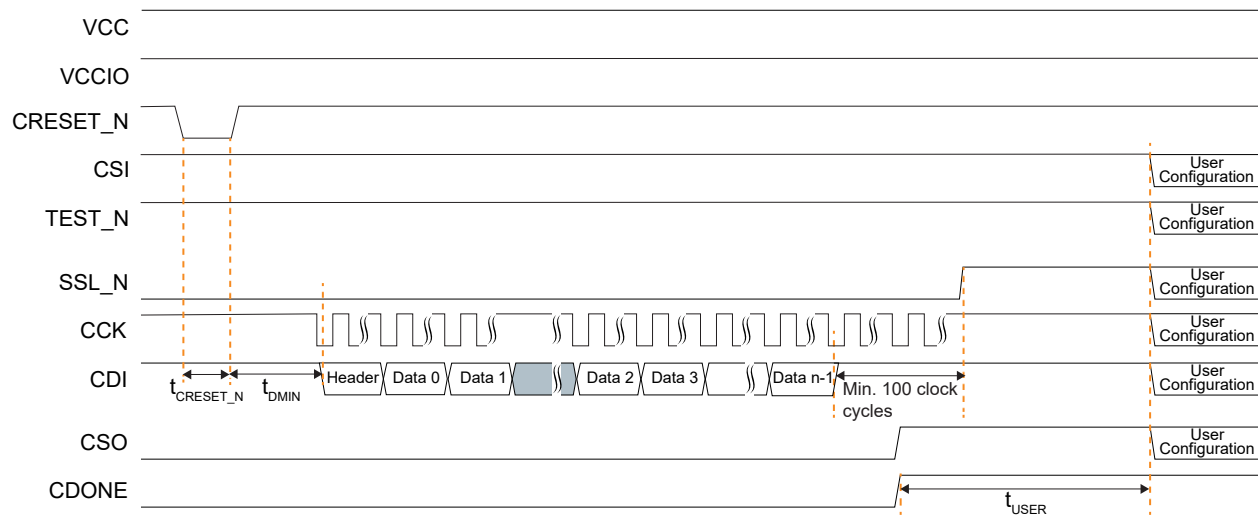 VCC
VCCIO
CRESET_N
CSI
User
Configuration
TEST_N
User
Configuration
SSL_N
User
Configuration
CCK
User
Configuration
CDI
tCRESET_N
tDMIN
Header
Data 0
Data 1
Data 2
Data 3
Data n-1
Min. 100 clock
cycles
User
Configuration
CSO
User
Configuration
CDONE
tUSER